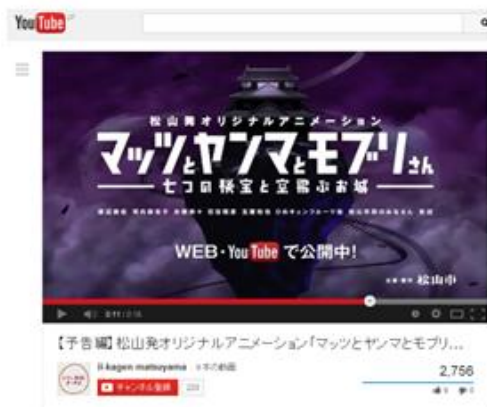 YouTube
松山発オリジナルアニメーション
マッツとヤンマとモブリさん
七つの秘宝と空飛ぶお城
WEB・YouTubeで公開中!
松山市
0:11 / 0:16
【予告編】松山発オリジナルアニメーション「マッツとヤンマとモブリ...
ii-kagen matsuyama
チャンネル登録
2,756